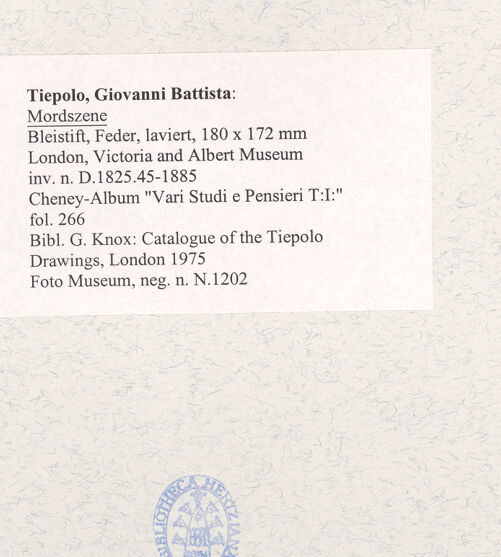 Tiepolo, Giovanni Battista:
Mordszene
Bleistift, Feder, laviert, 180 x 172 mm
London, Victoria and Albert Museum
inv. n. D.1825.45-1885
Cheney-Album "Vari Studi e Pensieri T:I:"
fol. 266
Bibl. G. Knox: Catalogue of the Tiepolo
Drawings, London 1975
Foto Museum, neg. n. N.1202
BIBLIOTHECA HERTZIANA